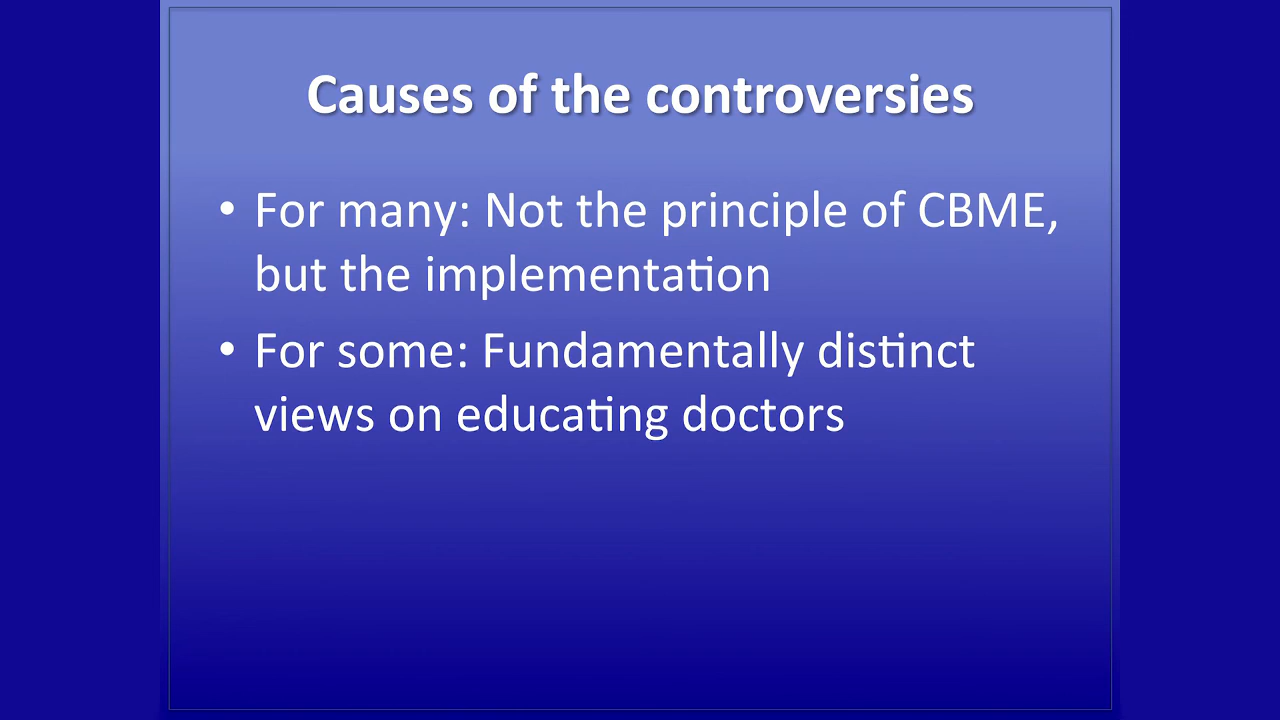 Causes of the controversies
• For many: Not the principle of CBME,
but the implementation
• For some: Fundamentally distinct
views on educating doctors